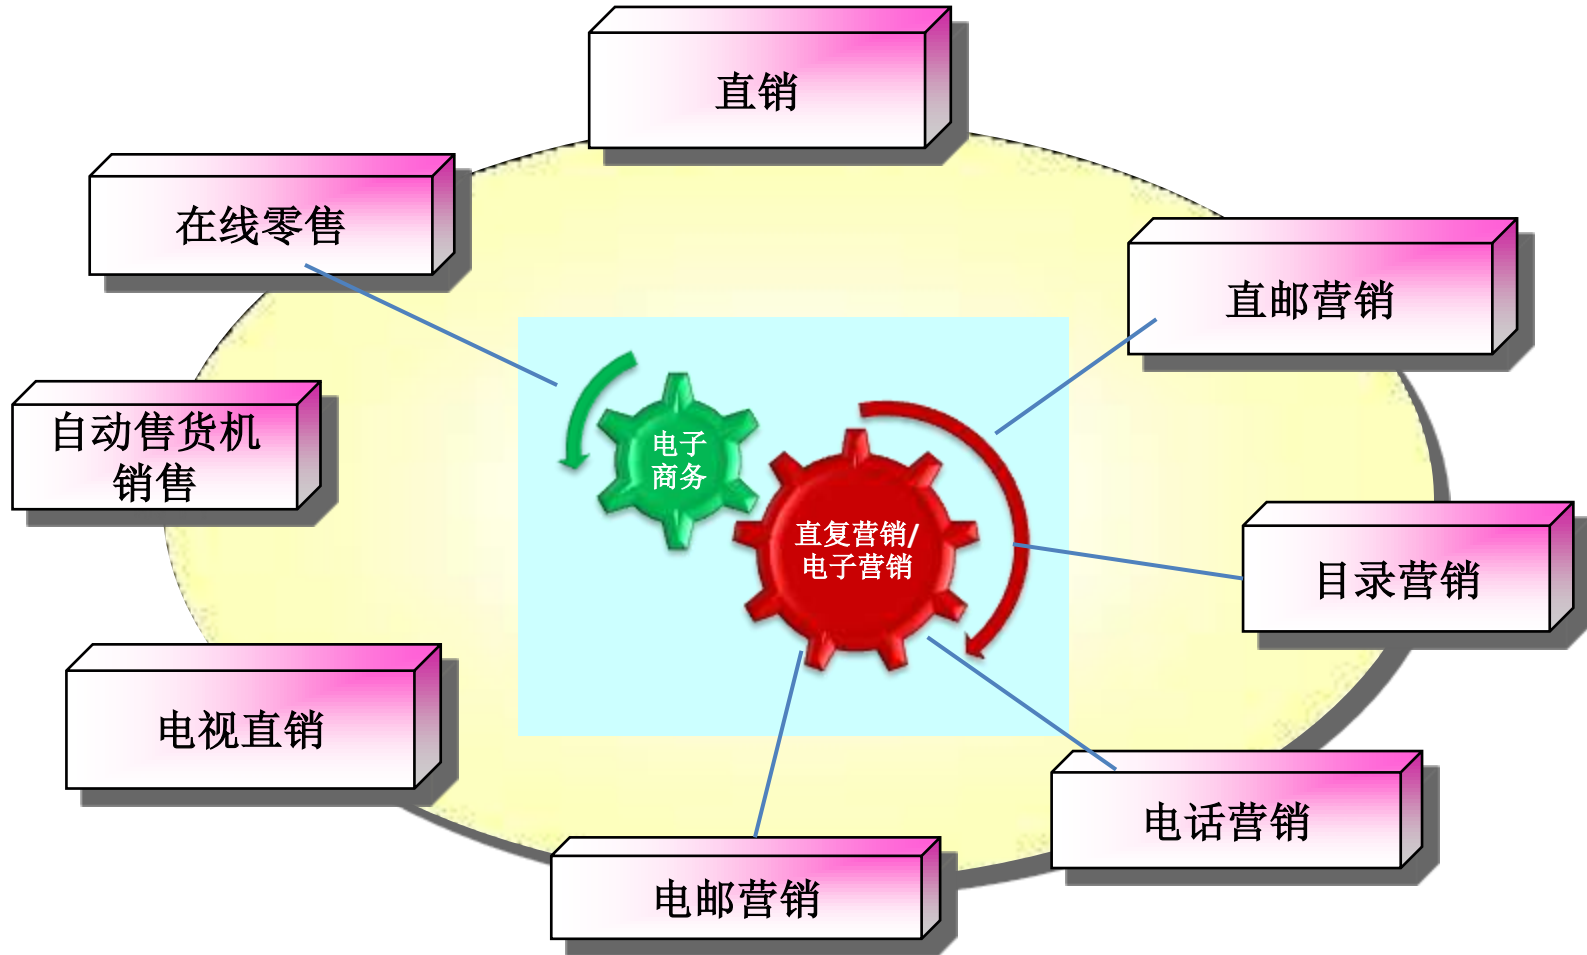 直销
在线零售
直邮营销
自动售货机
销售
电子
商务
直复营销/
电子营销
目录营销
电视直销
电话营销
电邮营销